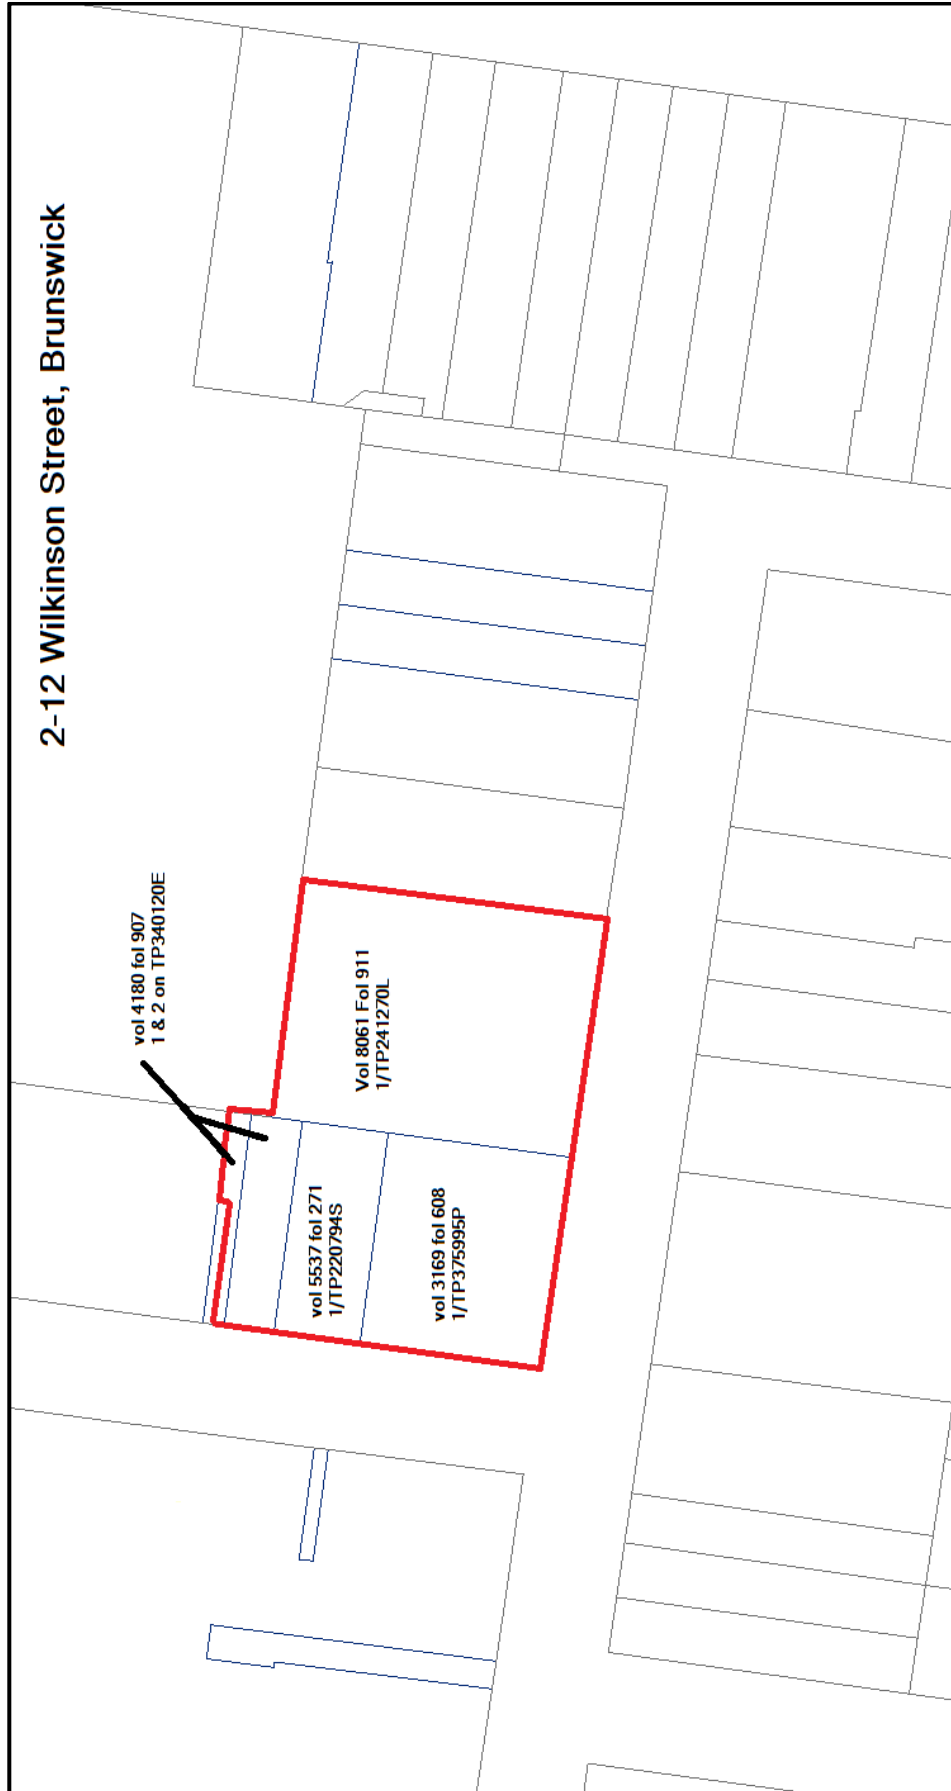 2-12 Wilkinson Street, Brunswick
vol 4180 fol 907
1 & 2 on TP340120E
Vol 8061 Fol 911
1/TP241270L
vol 5537 fol 271
1/TP220794S
vol 3169 fol 608
1/TP375995P